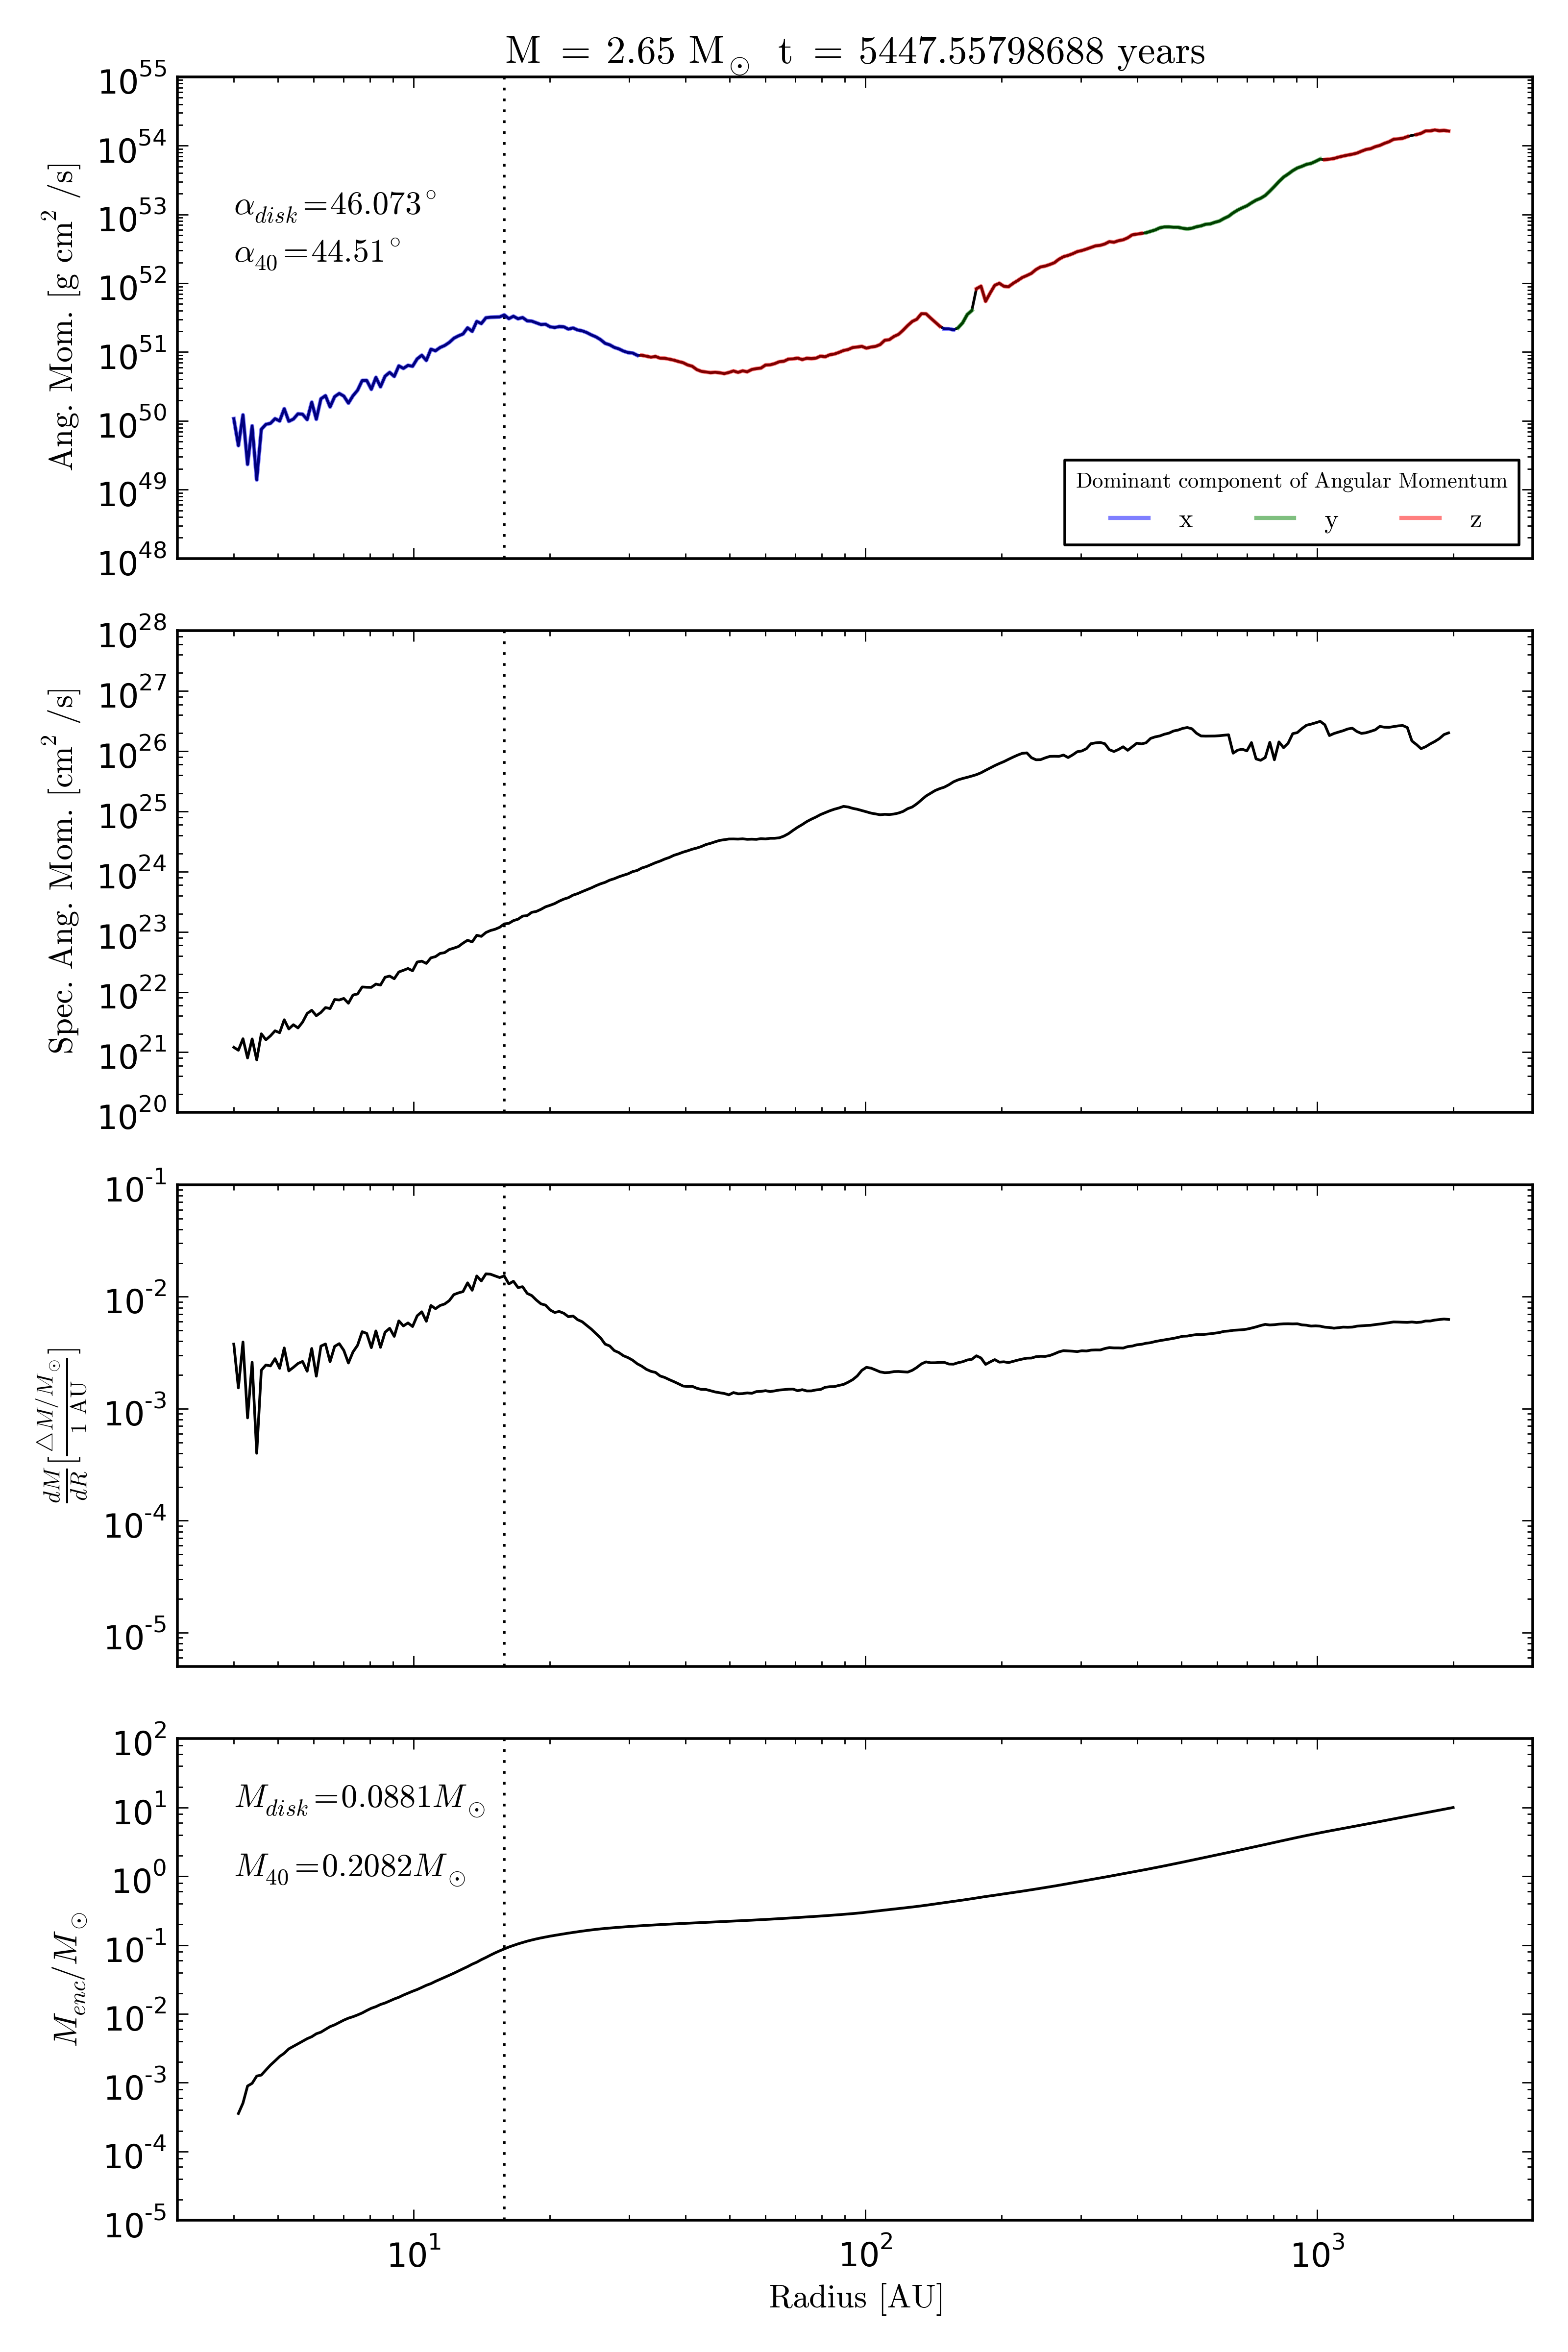 M = 2.65 M⊙ t = 5447.55798688 years
10^55
10^54
10^53
10^52
10^51
10^50
10^49
10^48
Ang. Mom. [g cm^2 /s]
α_disk = 46.073°
α_40 = 44.51°
Dominant component of Angular Momentum
x y z
10^28
10^27
10^26
10^25
10^24
10^23
10^22
10^21
10^20
Spec. Ang. Mom. [cm^2 /s]
10^-1
10^-2
10^-3
10^-4
10^-5
dM/dR [△M/M⊙ / 1 AU]
10^2
10^1
10^0
10^-1
10^-2
10^-3
10^-4
10^-5
M_enc/M⊙
M_disk = 0.0881M⊙
M_40 = 0.2082M⊙
10^1 10^2 10^3
Radius [AU]